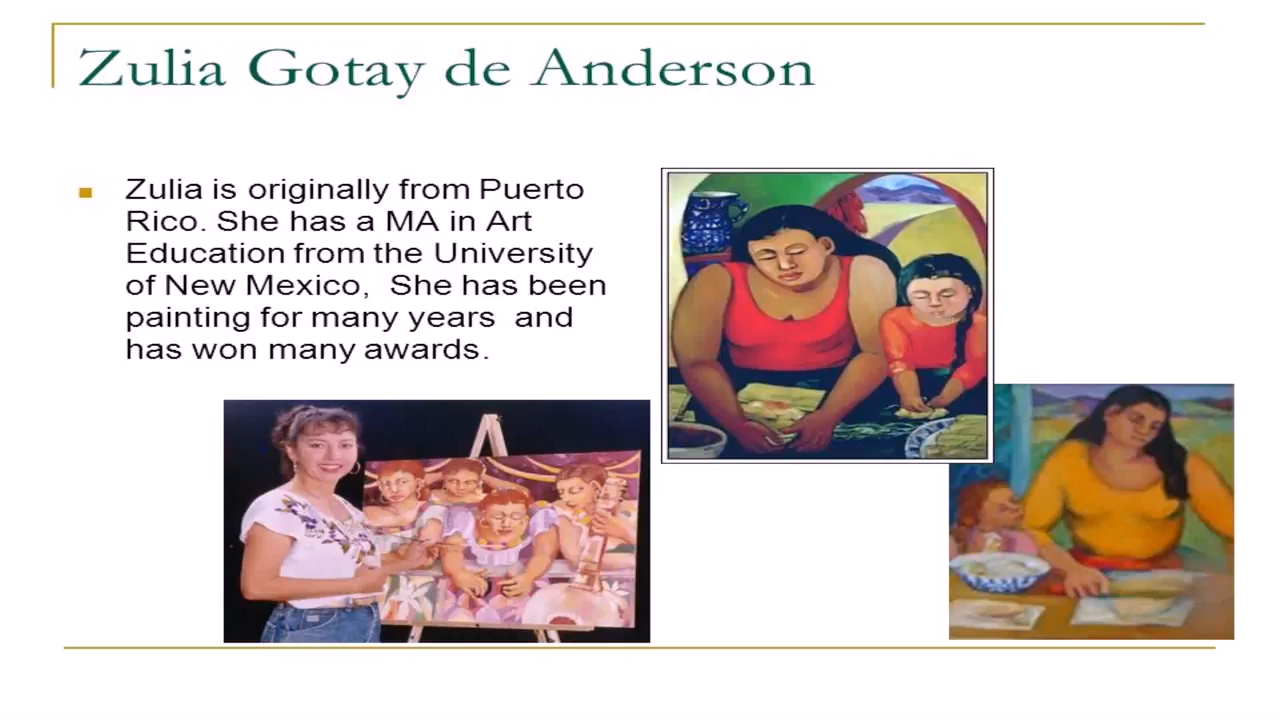 Zulia Gotay de Anderson
Zulia is originally from Puerto
Rico. She has a MA in Art
Education from the University
of New Mexico,  She has been
painting for many years  and
has won many awards.